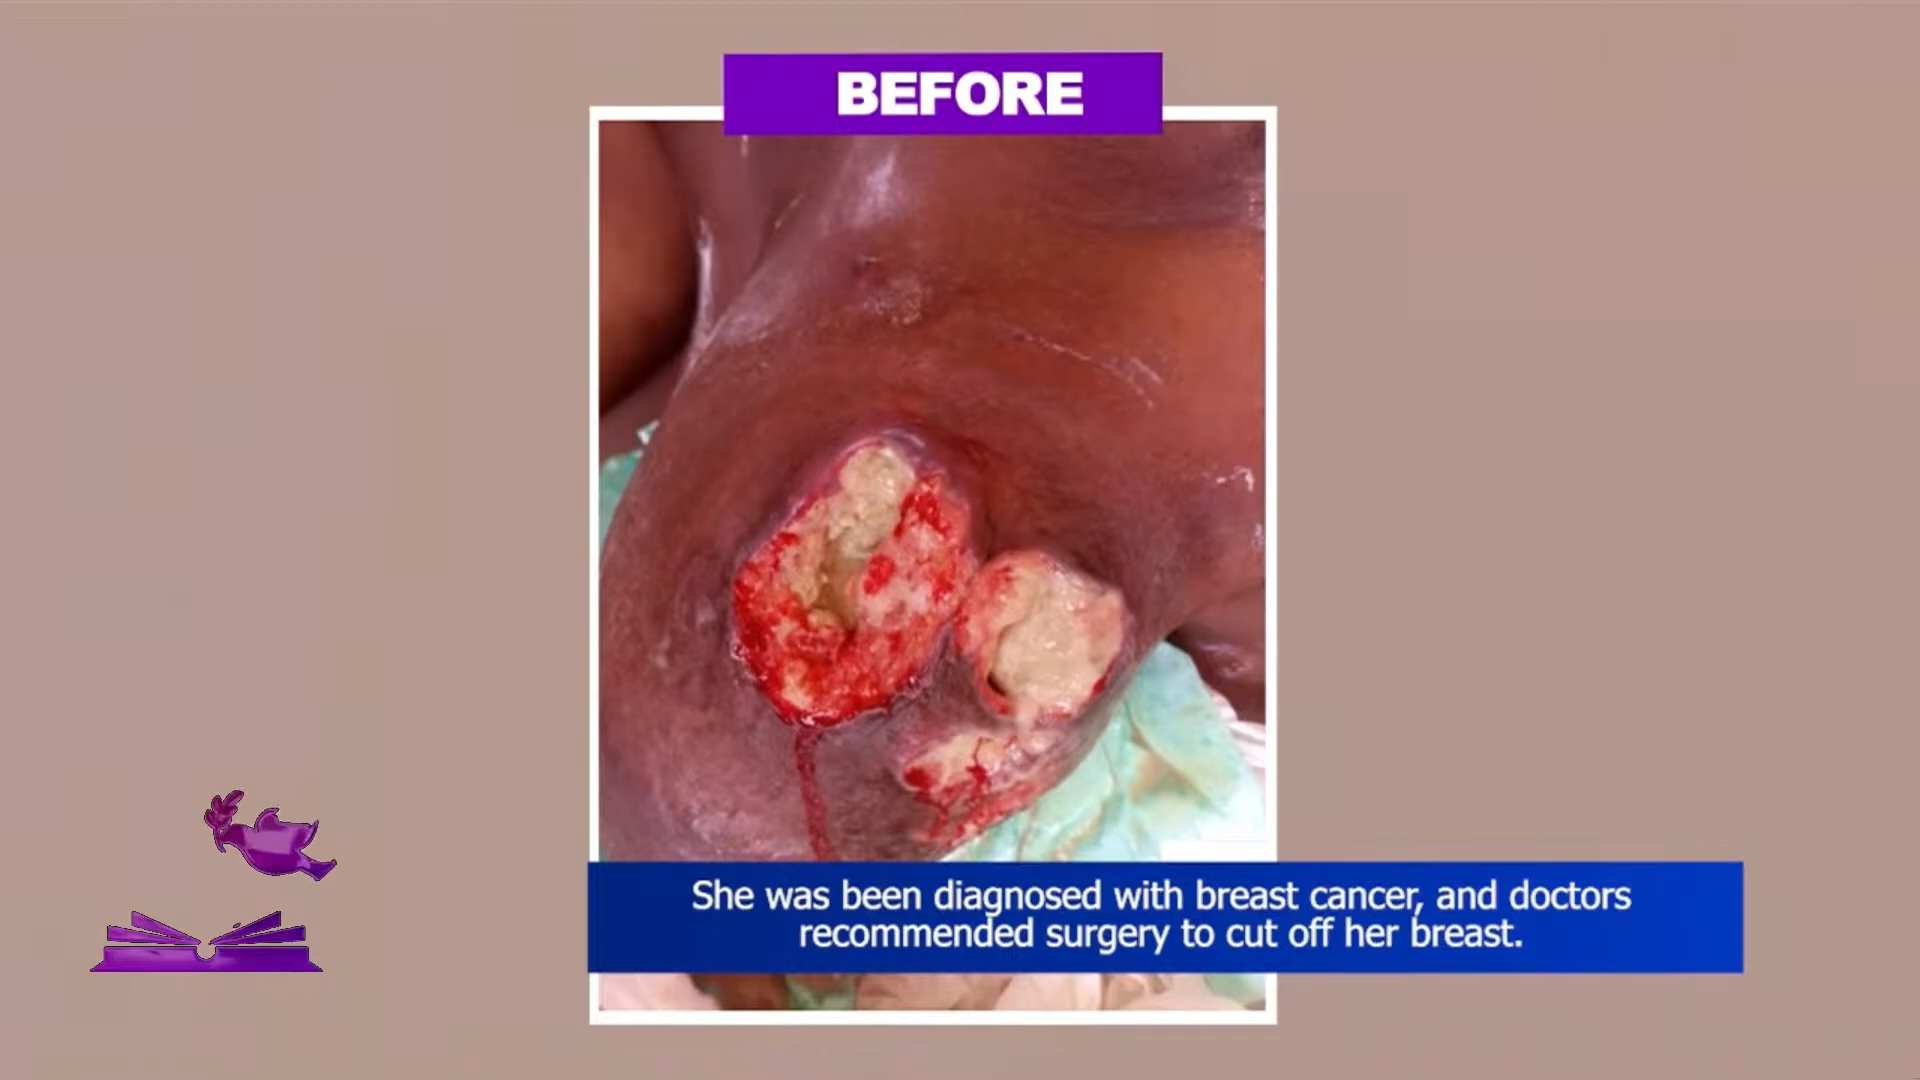 BEFORE
She was been diagnosed with breast cancer, and doctors
recommended surgery to cut off her breast.